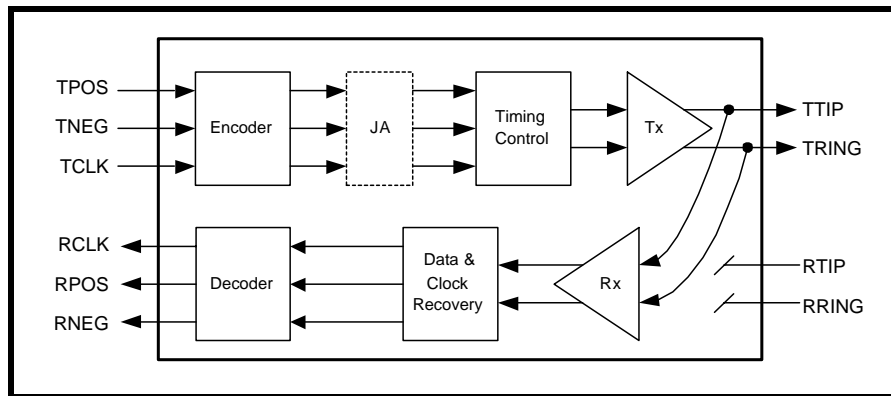 TPOS
TNEG
TCLK
Encoder
JA
Timing
Control
Tx
TTIP
TRING
RCLK
RPOS
RNEG
Decoder
Data &
Clock
Recovery
Rx
RTIP
RRING